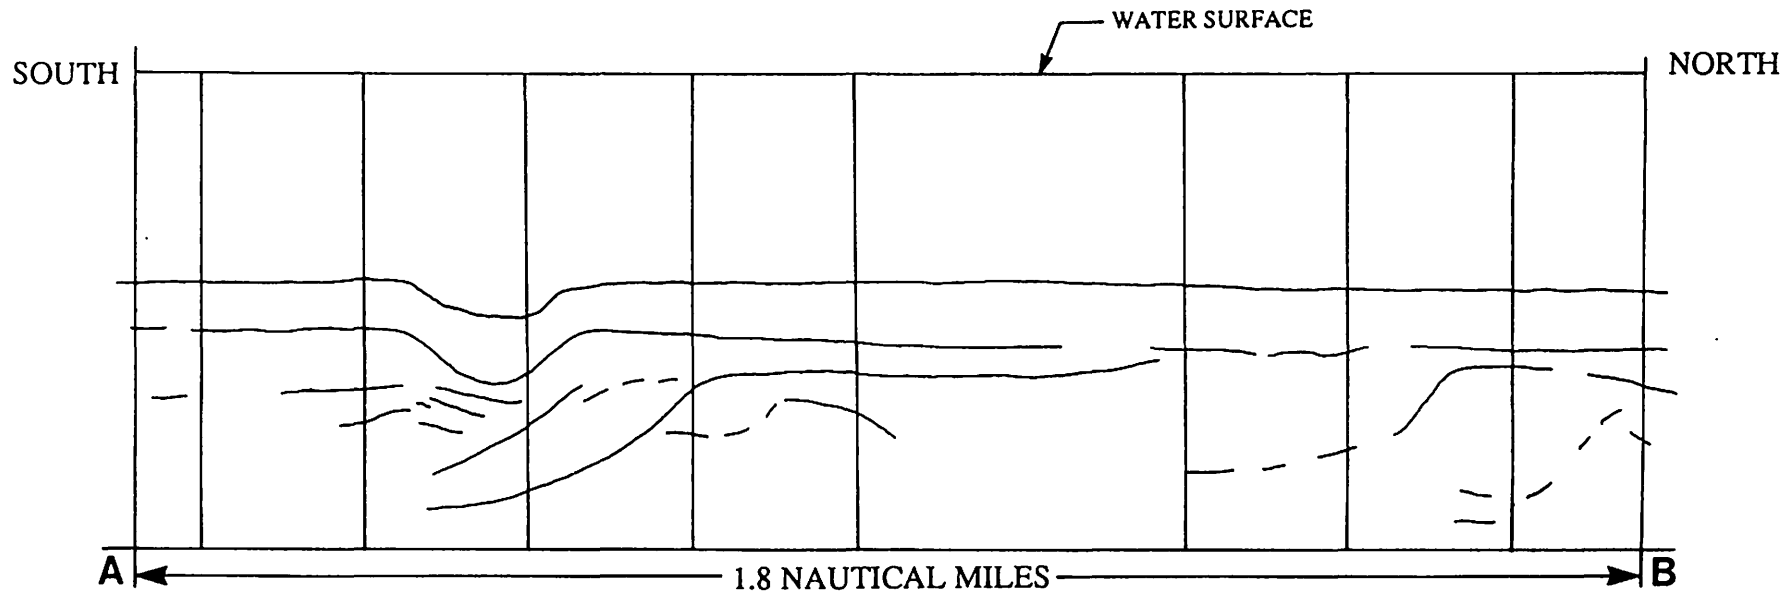 WATER SURFACE
SOUTH
NORTH
A
1.8 NAUTICAL MILES
B